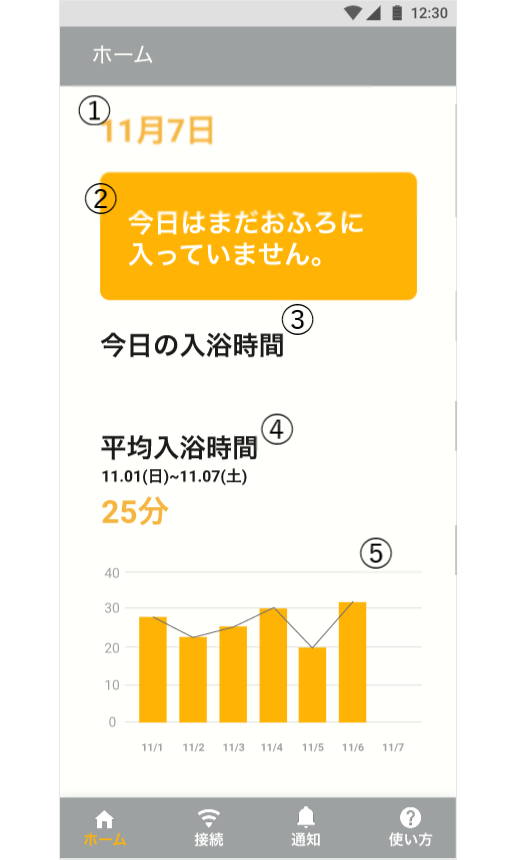 12:30
ホーム
①
11月7日
②
今日はまだおふろに
入っていません。
③
今日の入浴時間
④
平均入浴時間
11.01(日)~11.07(土)
25分
⑤
40
30
20
10
0
11/1 11/2 11/3 11/4 11/5 11/6 11/7
ホーム 接続 通知 使い方